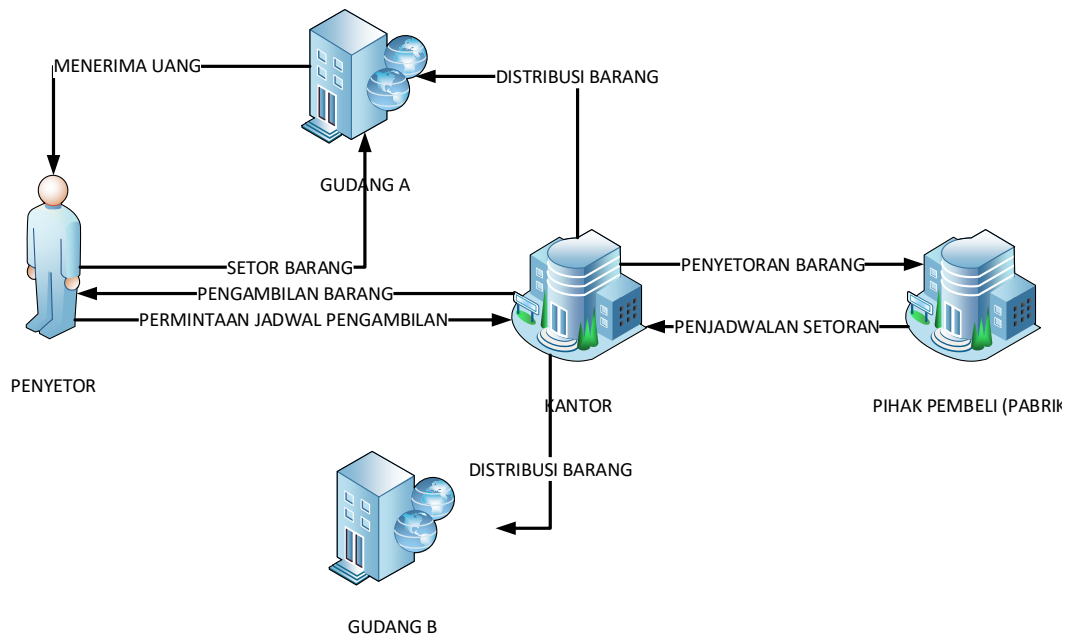 MENERIMA UANG
DISTRIBUSI BARANG
GUDANG A
SETOR BARANG
PENYETORAN BARANG
PENGAMBILAN BARANG
PERMINTAAN JADWAL PENGAMBILAN
PENJADWALAN SETORAN
PENYETOR
KANTOR
PIHAK PEMBELI (PABRIK
DISTRIBUSI BARANG
GUDANG B